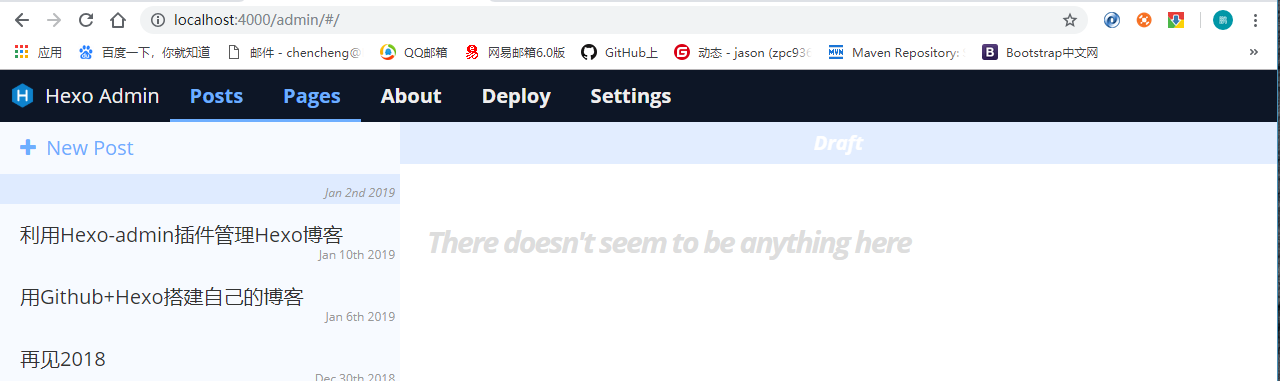 localhost:4000/admin/#/
鹏
应用 百度一下，你就知道 邮件 - chencheng@ QQ邮箱 网易邮箱6.0版 GitHub上 动态 - jason (zpc936 MVN Maven Repository: Bootstrap中文网 »
Hexo Admin Posts Pages About Deploy Settings
+ New Post
Draft
Jan 2nd 2019
利用Hexo-admin插件管理Hexo博客
There doesn't seem to be anything here
Jan 10th 2019
用Github+Hexo搭建自己的博客
Jan 6th 2019
再见2018
Dec 30th 2018